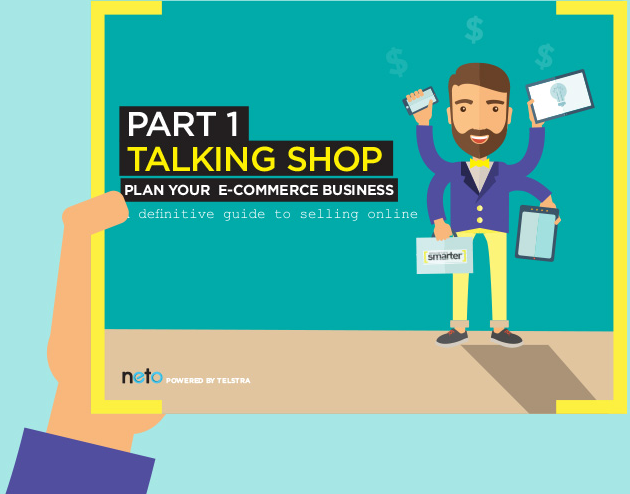 PART 1
TALKING SHOP
PLAN YOUR E-COMMERCE BUSINESS
definitive guide to selling online
smarter
neto POWERED BY TELSTRA
$
$
$